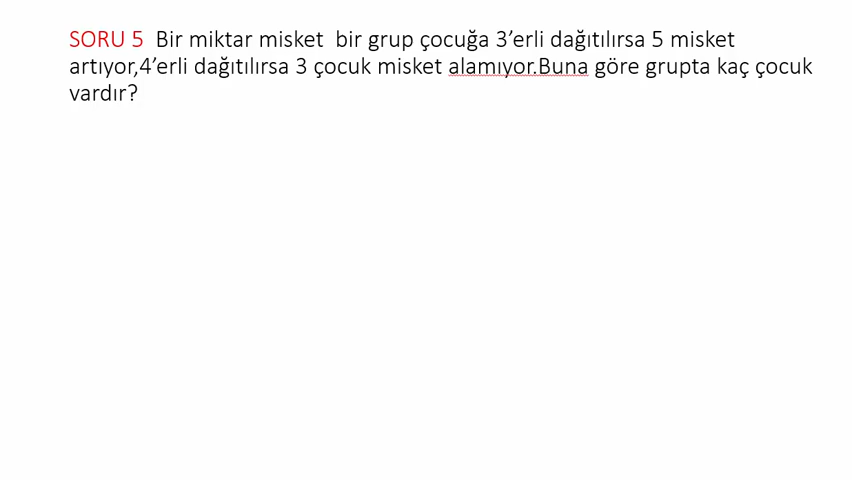 SORU 5  Bir miktar misket  bir grup çocuğa 3’erli dağıtılırsa 5 misket
artıyor,4’erli dağıtılırsa 3 çocuk misket alamıyor.Buna göre grupta kaç çocuk
vardır?